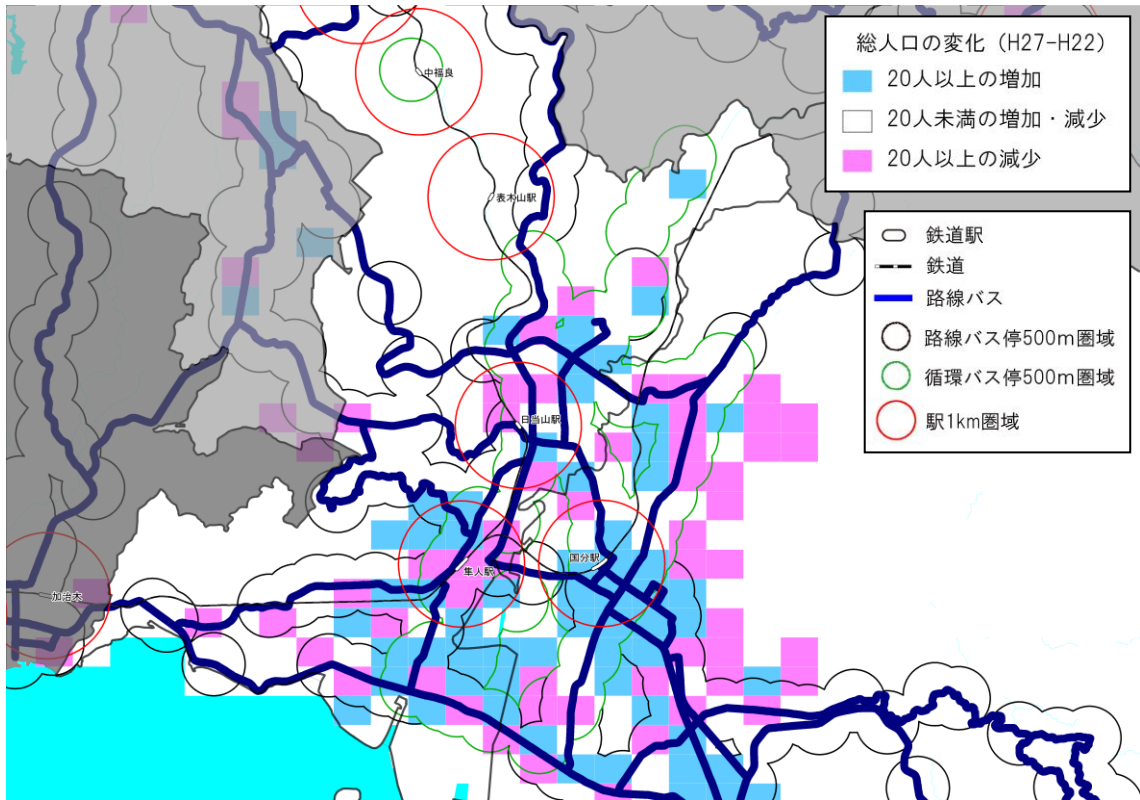 総人口の変化（H27-H22）
20人以上の増加
20人未満の増加・減少
20人以上の減少
鉄道駅
鉄道
路線バス
路線バス停500m圏域
循環バス停500m圏域
駅1km圏域
中福良
表木山駅
日当山駅
国分駅
隼人駅
加治木